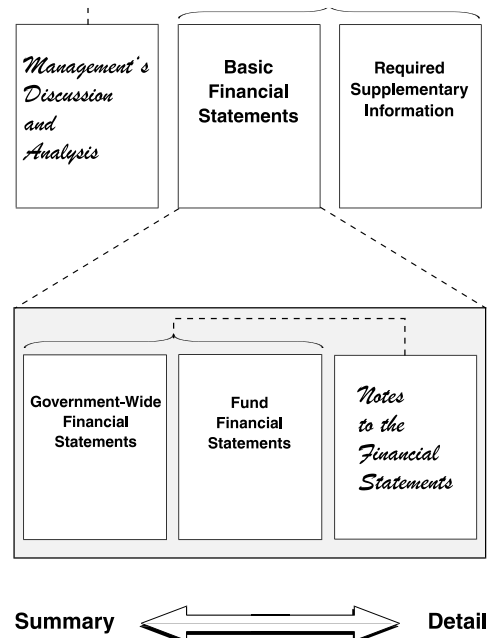 Management's
Discussion
and
Analysis
Basic
Financial
Statements
Required
Supplementary
Information
Government-Wide
Financial
Statements
Fund
Financial
Statements
Notes
to the
Financial
Statements
Summary
Detail